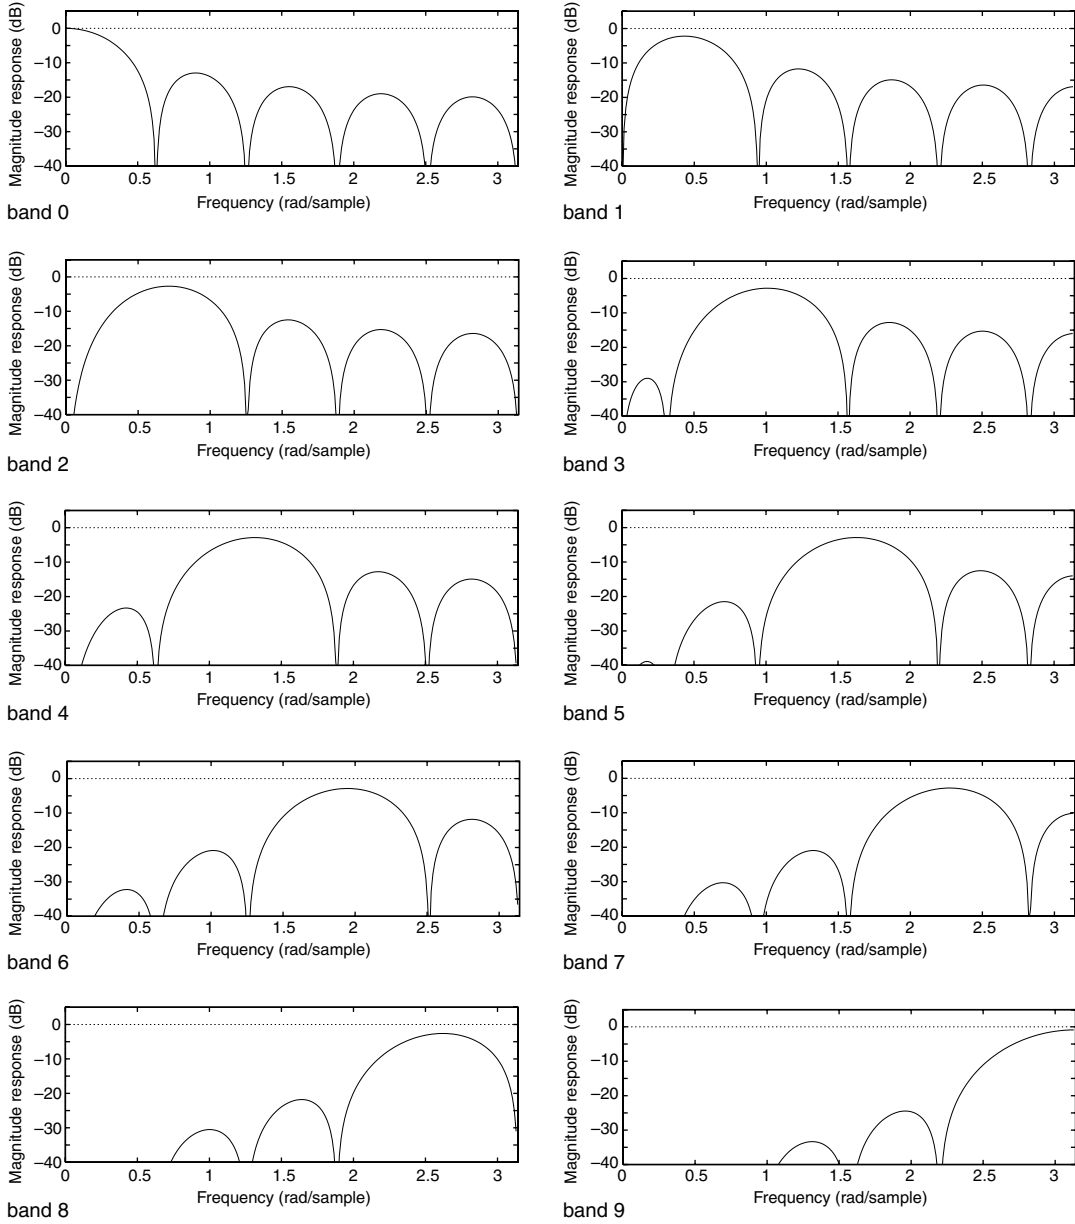 Magnitude response (dB)
0
–10
–20
–30
–40
0 0.5 1 1.5 2 2.5 3
Frequency (rad/sample)
band 0
Magnitude response (dB)
0
–10
–20
–30
–40
0 0.5 1 1.5 2 2.5 3
Frequency (rad/sample)
band 1
Magnitude response (dB)
0
–10
–20
–30
–40
0 0.5 1 1.5 2 2.5 3
Frequency (rad/sample)
band 2
Magnitude response (dB)
0
–10
–20
–30
–40
0 0.5 1 1.5 2 2.5 3
Frequency (rad/sample)
band 3
Magnitude response (dB)
0
–10
–20
–30
–40
0 0.5 1 1.5 2 2.5 3
Frequency (rad/sample)
band 4
Magnitude response (dB)
0
–10
–20
–30
–40
0 0.5 1 1.5 2 2.5 3
Frequency (rad/sample)
band 5
Magnitude response (dB)
0
–10
–20
–30
–40
0 0.5 1 1.5 2 2.5 3
Frequency (rad/sample)
band 6
Magnitude response (dB)
0
–10
–20
–30
–40
0 0.5 1 1.5 2 2.5 3
Frequency (rad/sample)
band 7
Magnitude response (dB)
0
–10
–20
–30
–40
0 0.5 1 1.5 2 2.5 3
Frequency (rad/sample)
band 8
Magnitude response (dB)
0
–10
–20
–30
–40
0 0.5 1 1.5 2 2.5 3
Frequency (rad/sample)
band 9